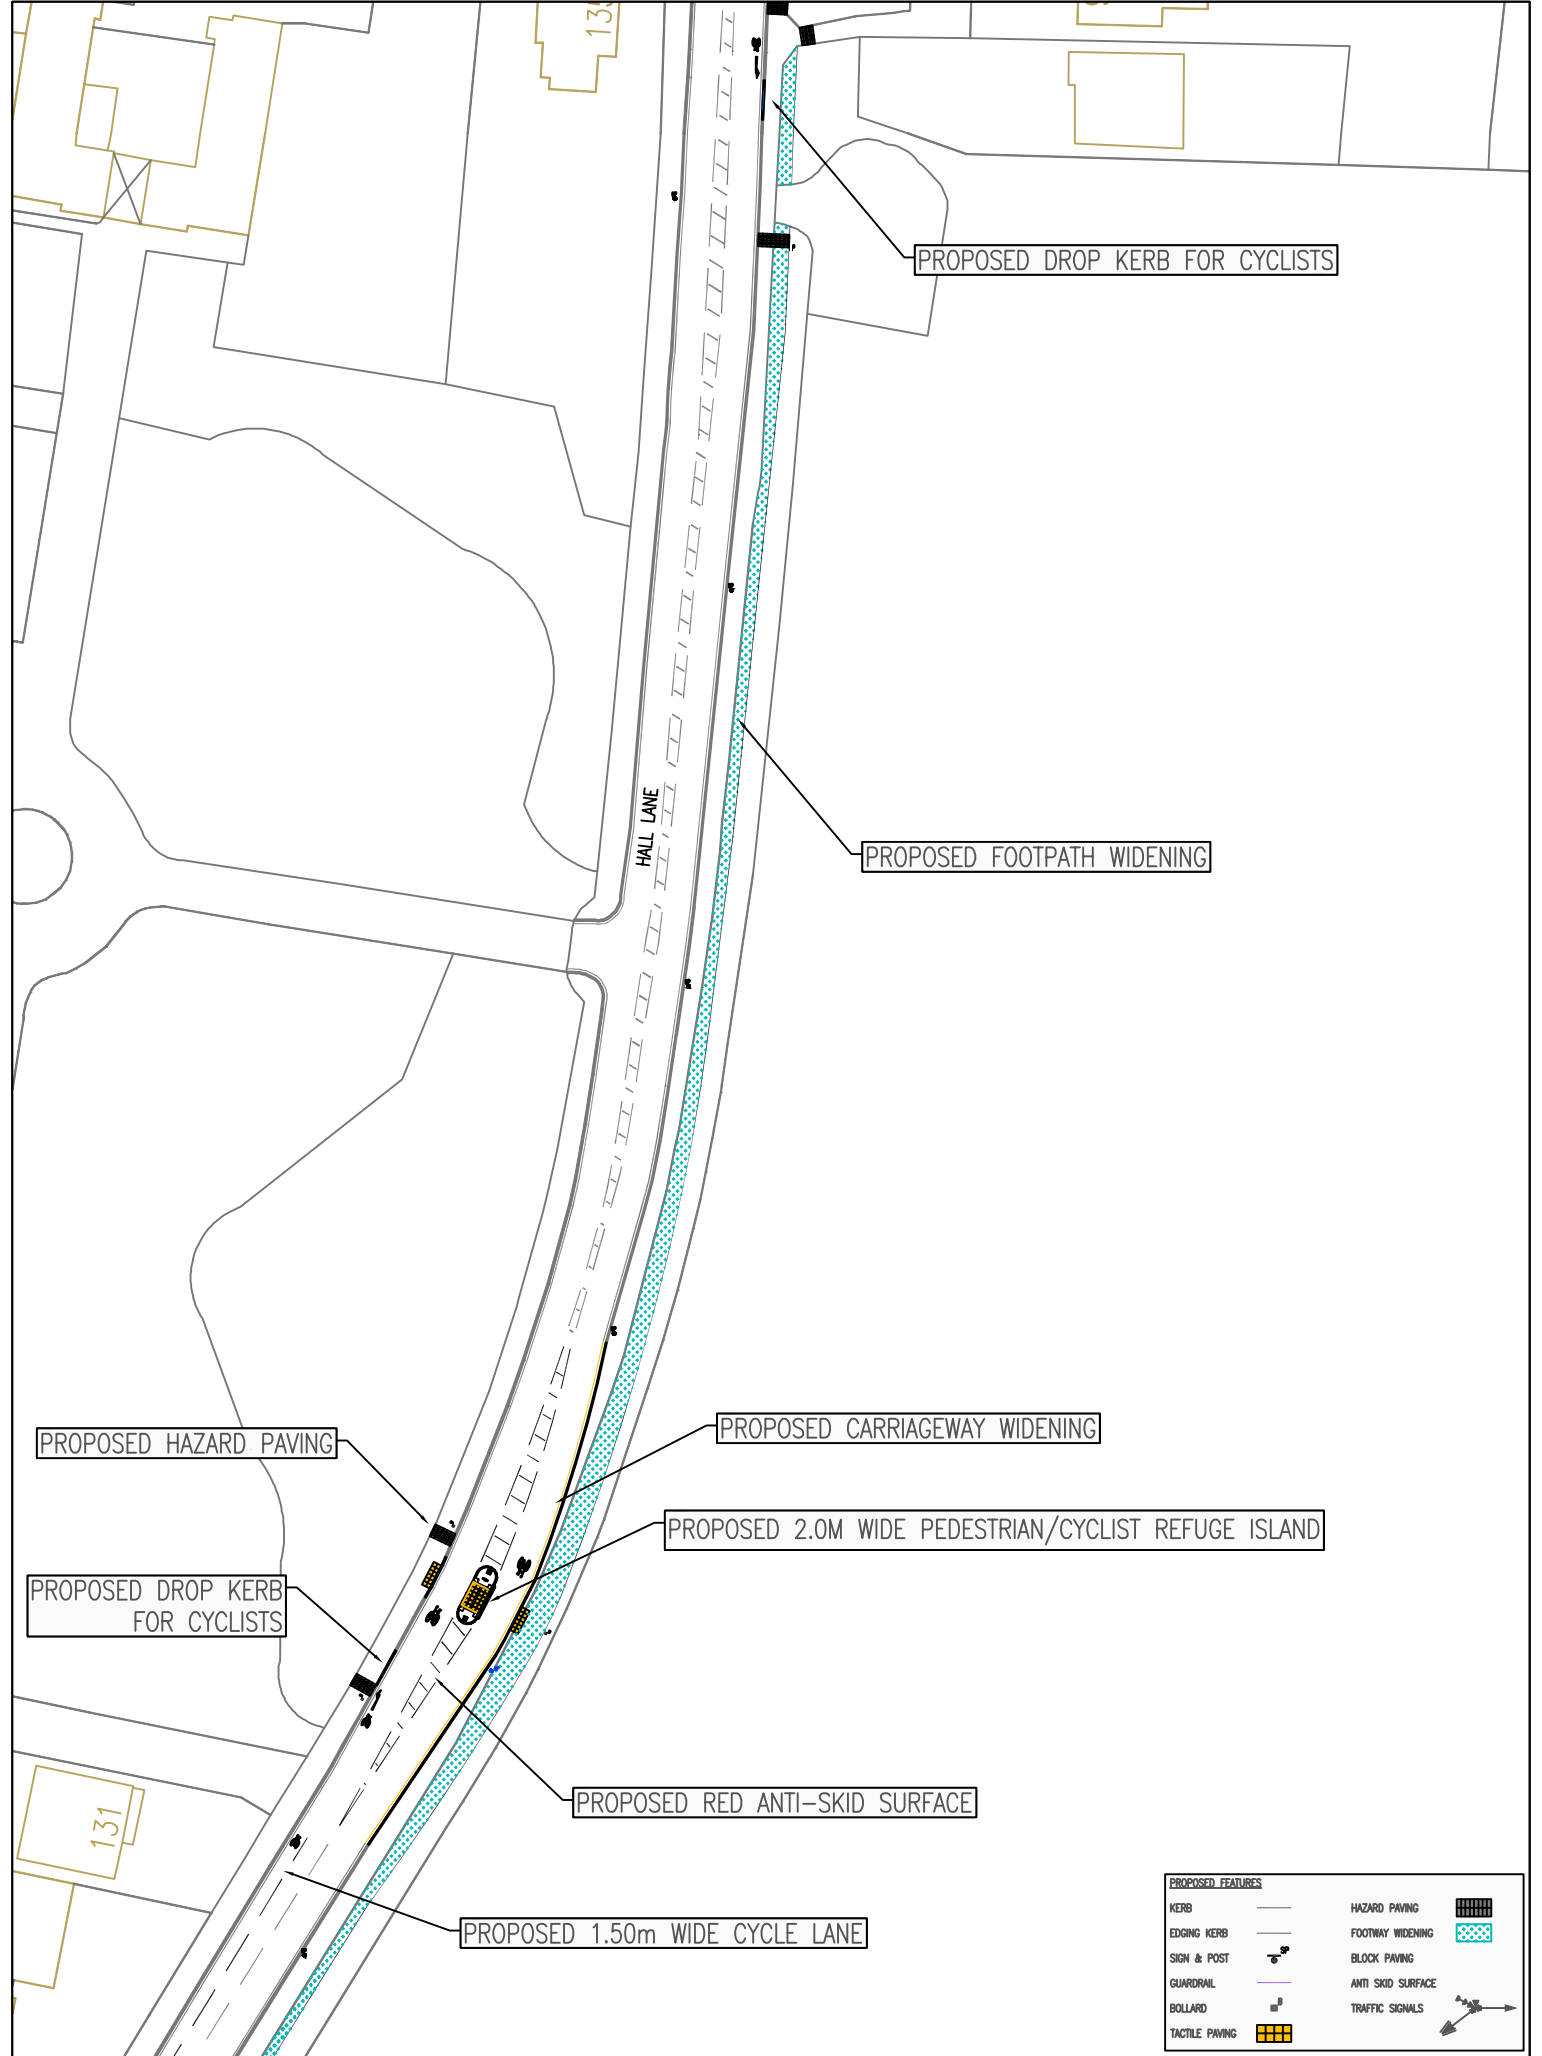 135
PROPOSED DROP KERB FOR CYCLISTS
HALL LANE
PROPOSED FOOTPATH WIDENING
PROPOSED HAZARD PAVING
PROPOSED CARRIAGEWAY WIDENING
PROPOSED 2.0M WIDE PEDESTRIAN/CYCLIST REFUGE ISLAND
PROPOSED DROP KERB
FOR CYCLISTS
PROPOSED RED ANTI-SKID SURFACE
131
PROPOSED 1.50m WIDE CYCLE LANE
PROPOSED FEATURES
KERB
HAZARD PAVING
EDGING KERB
FOOTWAY WIDENING
SIGN & POST
SP
BLOCK PAVING
GUARDRAIL
ANTI SKID SURFACE
BOLLARD
B
TRAFFIC SIGNALS
TACTILE PAVING